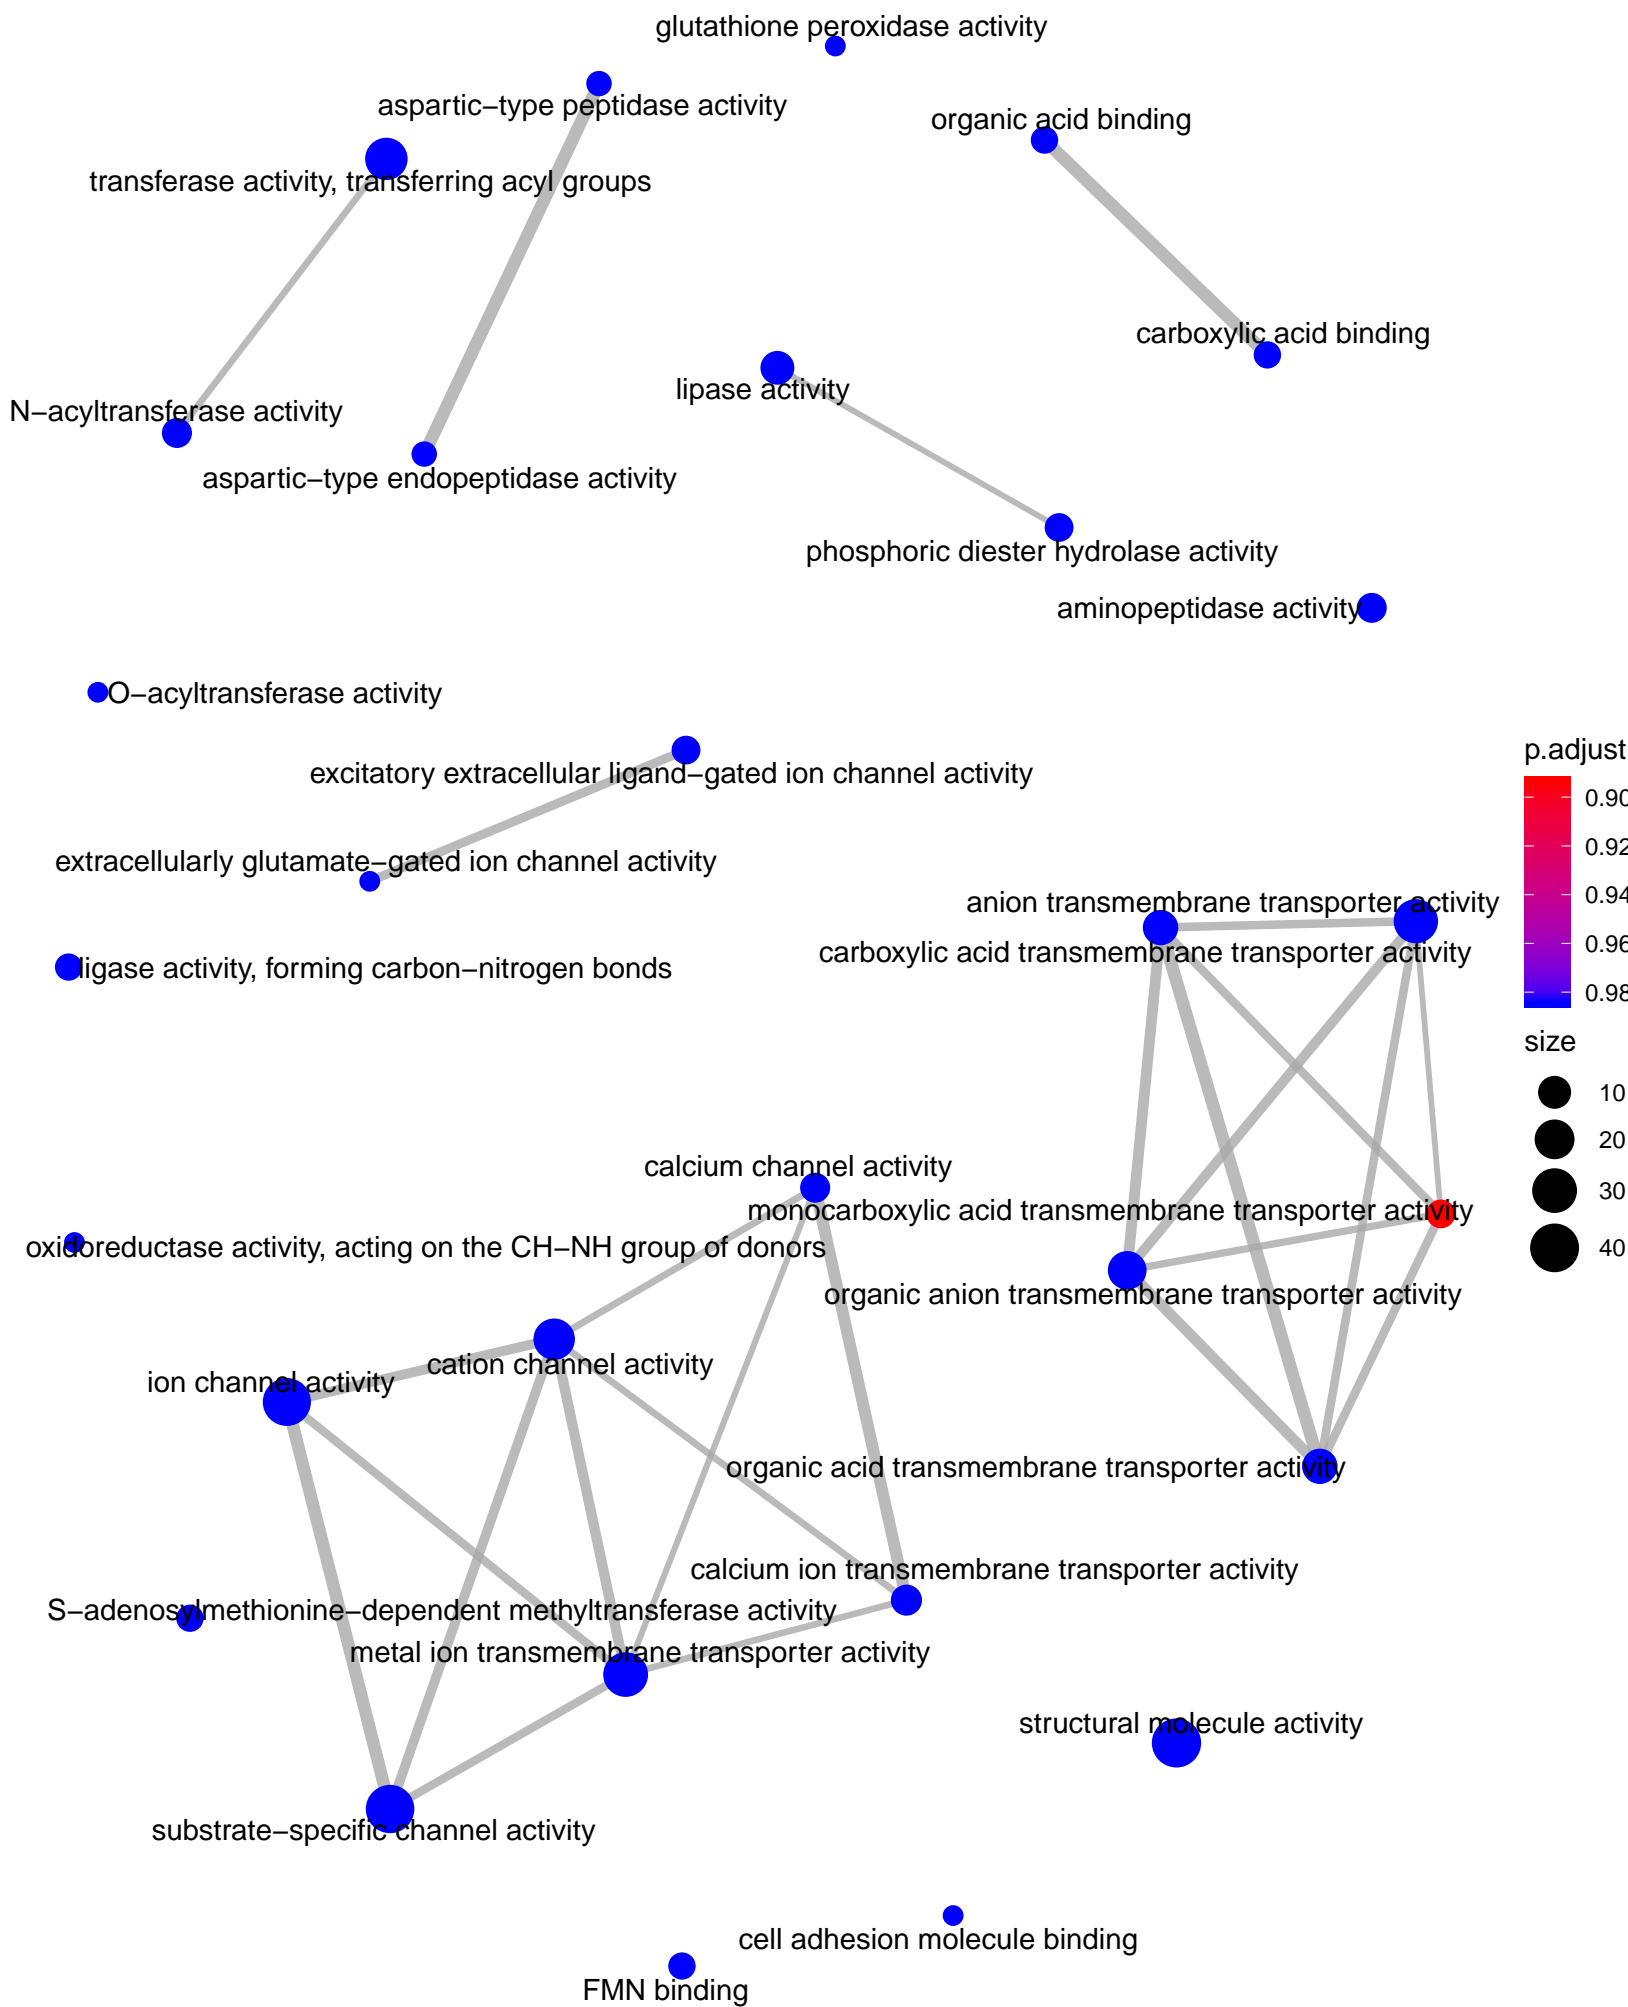 glutathione peroxidase activity
aspartic−type peptidase activity
organic acid binding
transferase activity, transferring acyl groups
carboxylic acid binding
lipase activity
N−acyltransferase activity
aspartic−type endopeptidase activity
phosphoric diester hydrolase activity
aminopeptidase activity
O−acyltransferase activity
excitatory extracellular ligand−gated ion channel activity
extracellularly glutamate−gated ion channel activity
anion transmembrane transporter activity
carboxylic acid transmembrane transporter activity
ligase activity, forming carbon−nitrogen bonds
calcium channel activity
monocarboxylic acid transmembrane transporter activity
oxidoreductase activity, acting on the CH−NH group of donors
organic anion transmembrane transporter activity
cation channel activity
ion channel activity
organic acid transmembrane transporter activity
calcium ion transmembrane transporter activity
S−adenosylmethionine−dependent methyltransferase activity
metal ion transmembrane transporter activity
structural molecule activity
substrate−specific channel activity
cell adhesion molecule binding
FMN binding
p.adjust
0.90
0.92
0.94
0.96
0.98
size
10
20
30
40